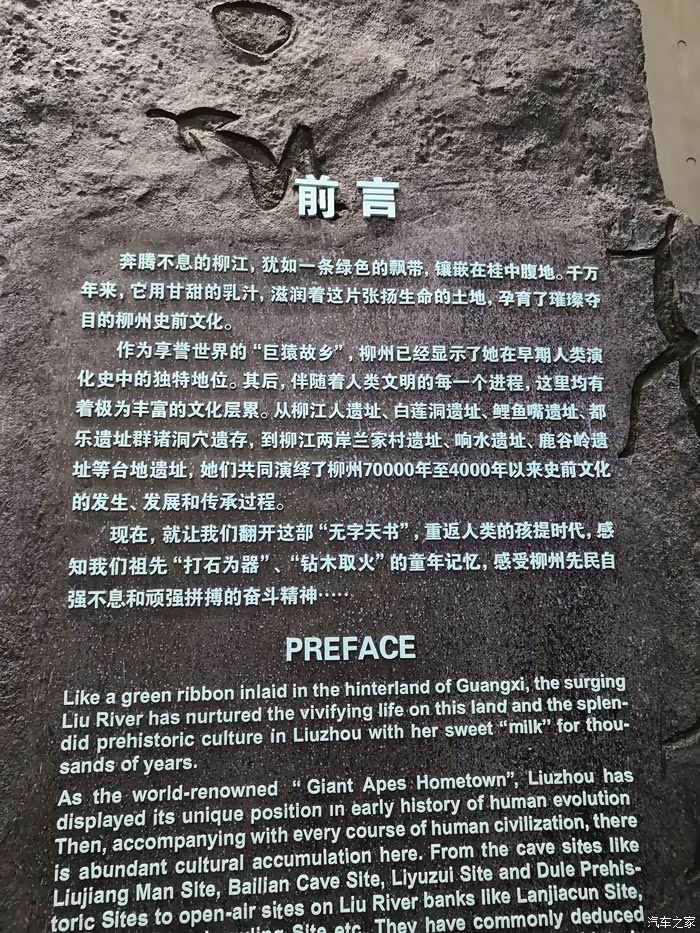 前言
奔腾不息的柳江，犹如一条绿色的飘带，镶嵌在桂中腹地。千万
年来，它用甘甜的乳汁，滋润着这片张扬生命的土地，孕育了璀璨夺
目的柳州史前文化。
作为享誉世界的“巨猿故乡”，柳州已经显示了她在早期人类演
化史中的独特地位。其后，伴随着人类文明的每一个进程，这里均有
着极为丰富的文化层累。从柳江人遗址、白莲洞遗址、鲤鱼嘴遗址、都
乐遗址群诸洞穴遗存，到柳江两岸兰家村遗址、响水遗址、鹿谷岭遗
址等台地遗址，她们共同演绎了柳州70000年至4000年以来史前文化
的发生、发展和传承过程。
现在，就让我们翻开这部“无字天书”，重返人类的孩提时代，感
知我们祖先“打石为器”、“钻木取火”的童年记忆，感受柳州先民自
强不息和顽强拼搏的奋斗精神……
PREFACE
Like a green ribbon inlaid in the hinterland of Guangxi, the surging
Liu River has nurtured the vivifying life on this land and the splen-
did prehistoric culture in Liuzhou with her sweet “milk” for thou-
sands of years.
As the world-renowned “Giant Apes Hometown”, Liuzhou has
displayed its unique position in early history of human evolution
Then, accompanying with every course of human civilization, there
is abundant cultural accumulation here. From the cave sites like
Liujiang Man Site, Bailian Cave Site, Liyuzui Site and Dule Prehis-
toric Sites to open-air sites on Liu River banks like Lanjiacun Site,
Site etc. They have commonly deduced
汽车之家